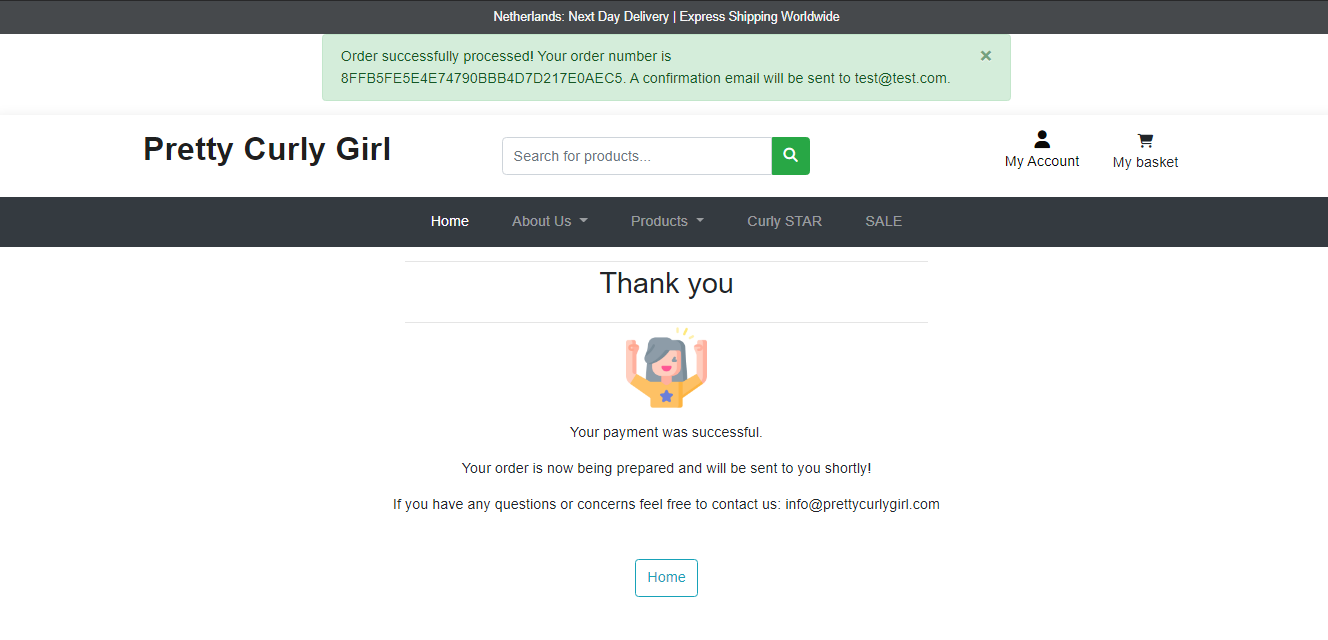 Netherlands: Next Day Delivery | Express Shipping Worldwide
Order successfully processed! Your order number is
8FFB5FE5E4E74790BBB4D7D217E0AEC5. A confirmation email will be sent to test@test.com.
×
Pretty Curly Girl
Search for products...
My Account
My basket
Home About Us Products Curly STAR SALE
Thank you
Your payment was successful.
Your order is now being prepared and will be sent to you shortly!
If you have any questions or concerns feel free to contact us: info@prettycurlygirl.com
Home